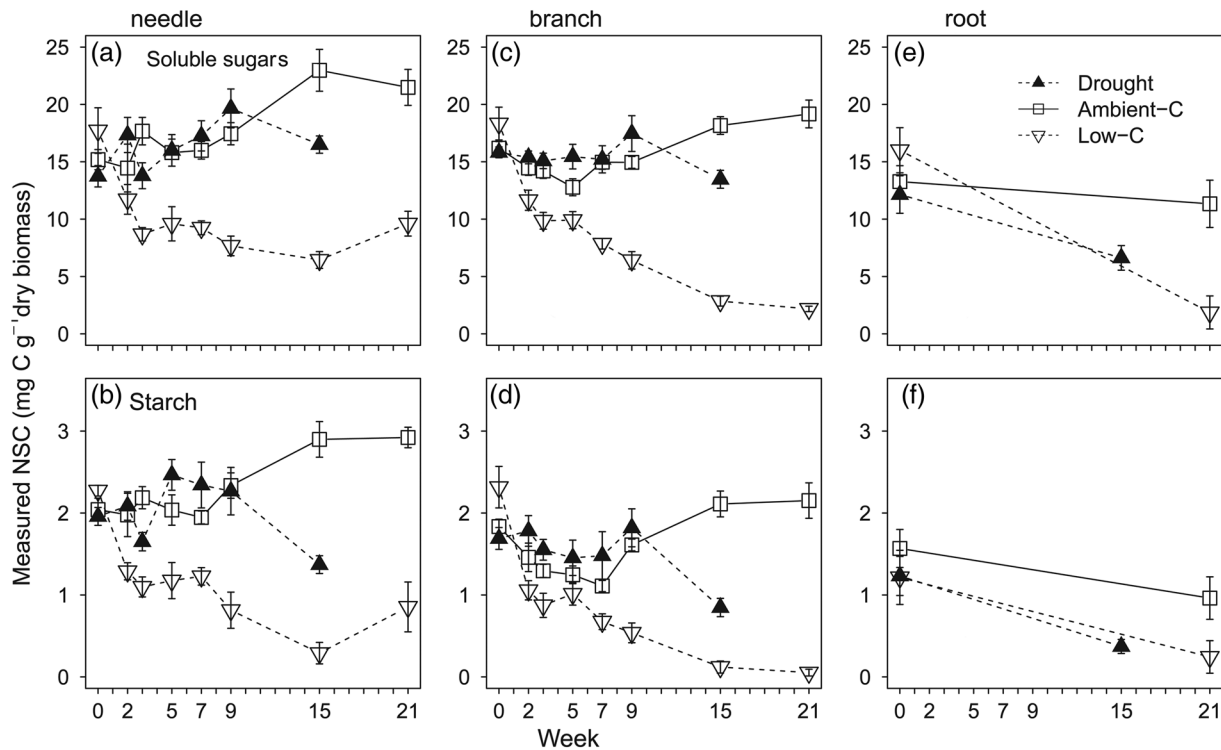 needle
branch
root
(a)
Soluble sugars
(c)
(e)
25
20
15
10
5
0
25
20
15
10
5
0
25
20
15
10
5
0
Drought
Ambient−C
Low−C
Measured NSC (mg C g⁻¹dry biomass)
(b)
Starch
(d)
(f)
3
2
1
0
3
2
1
0
3
2
1
0
0 2 5 7 9 15 21
0 2 5 7 9 15 21
0 2 5 7 9 15 21
Week